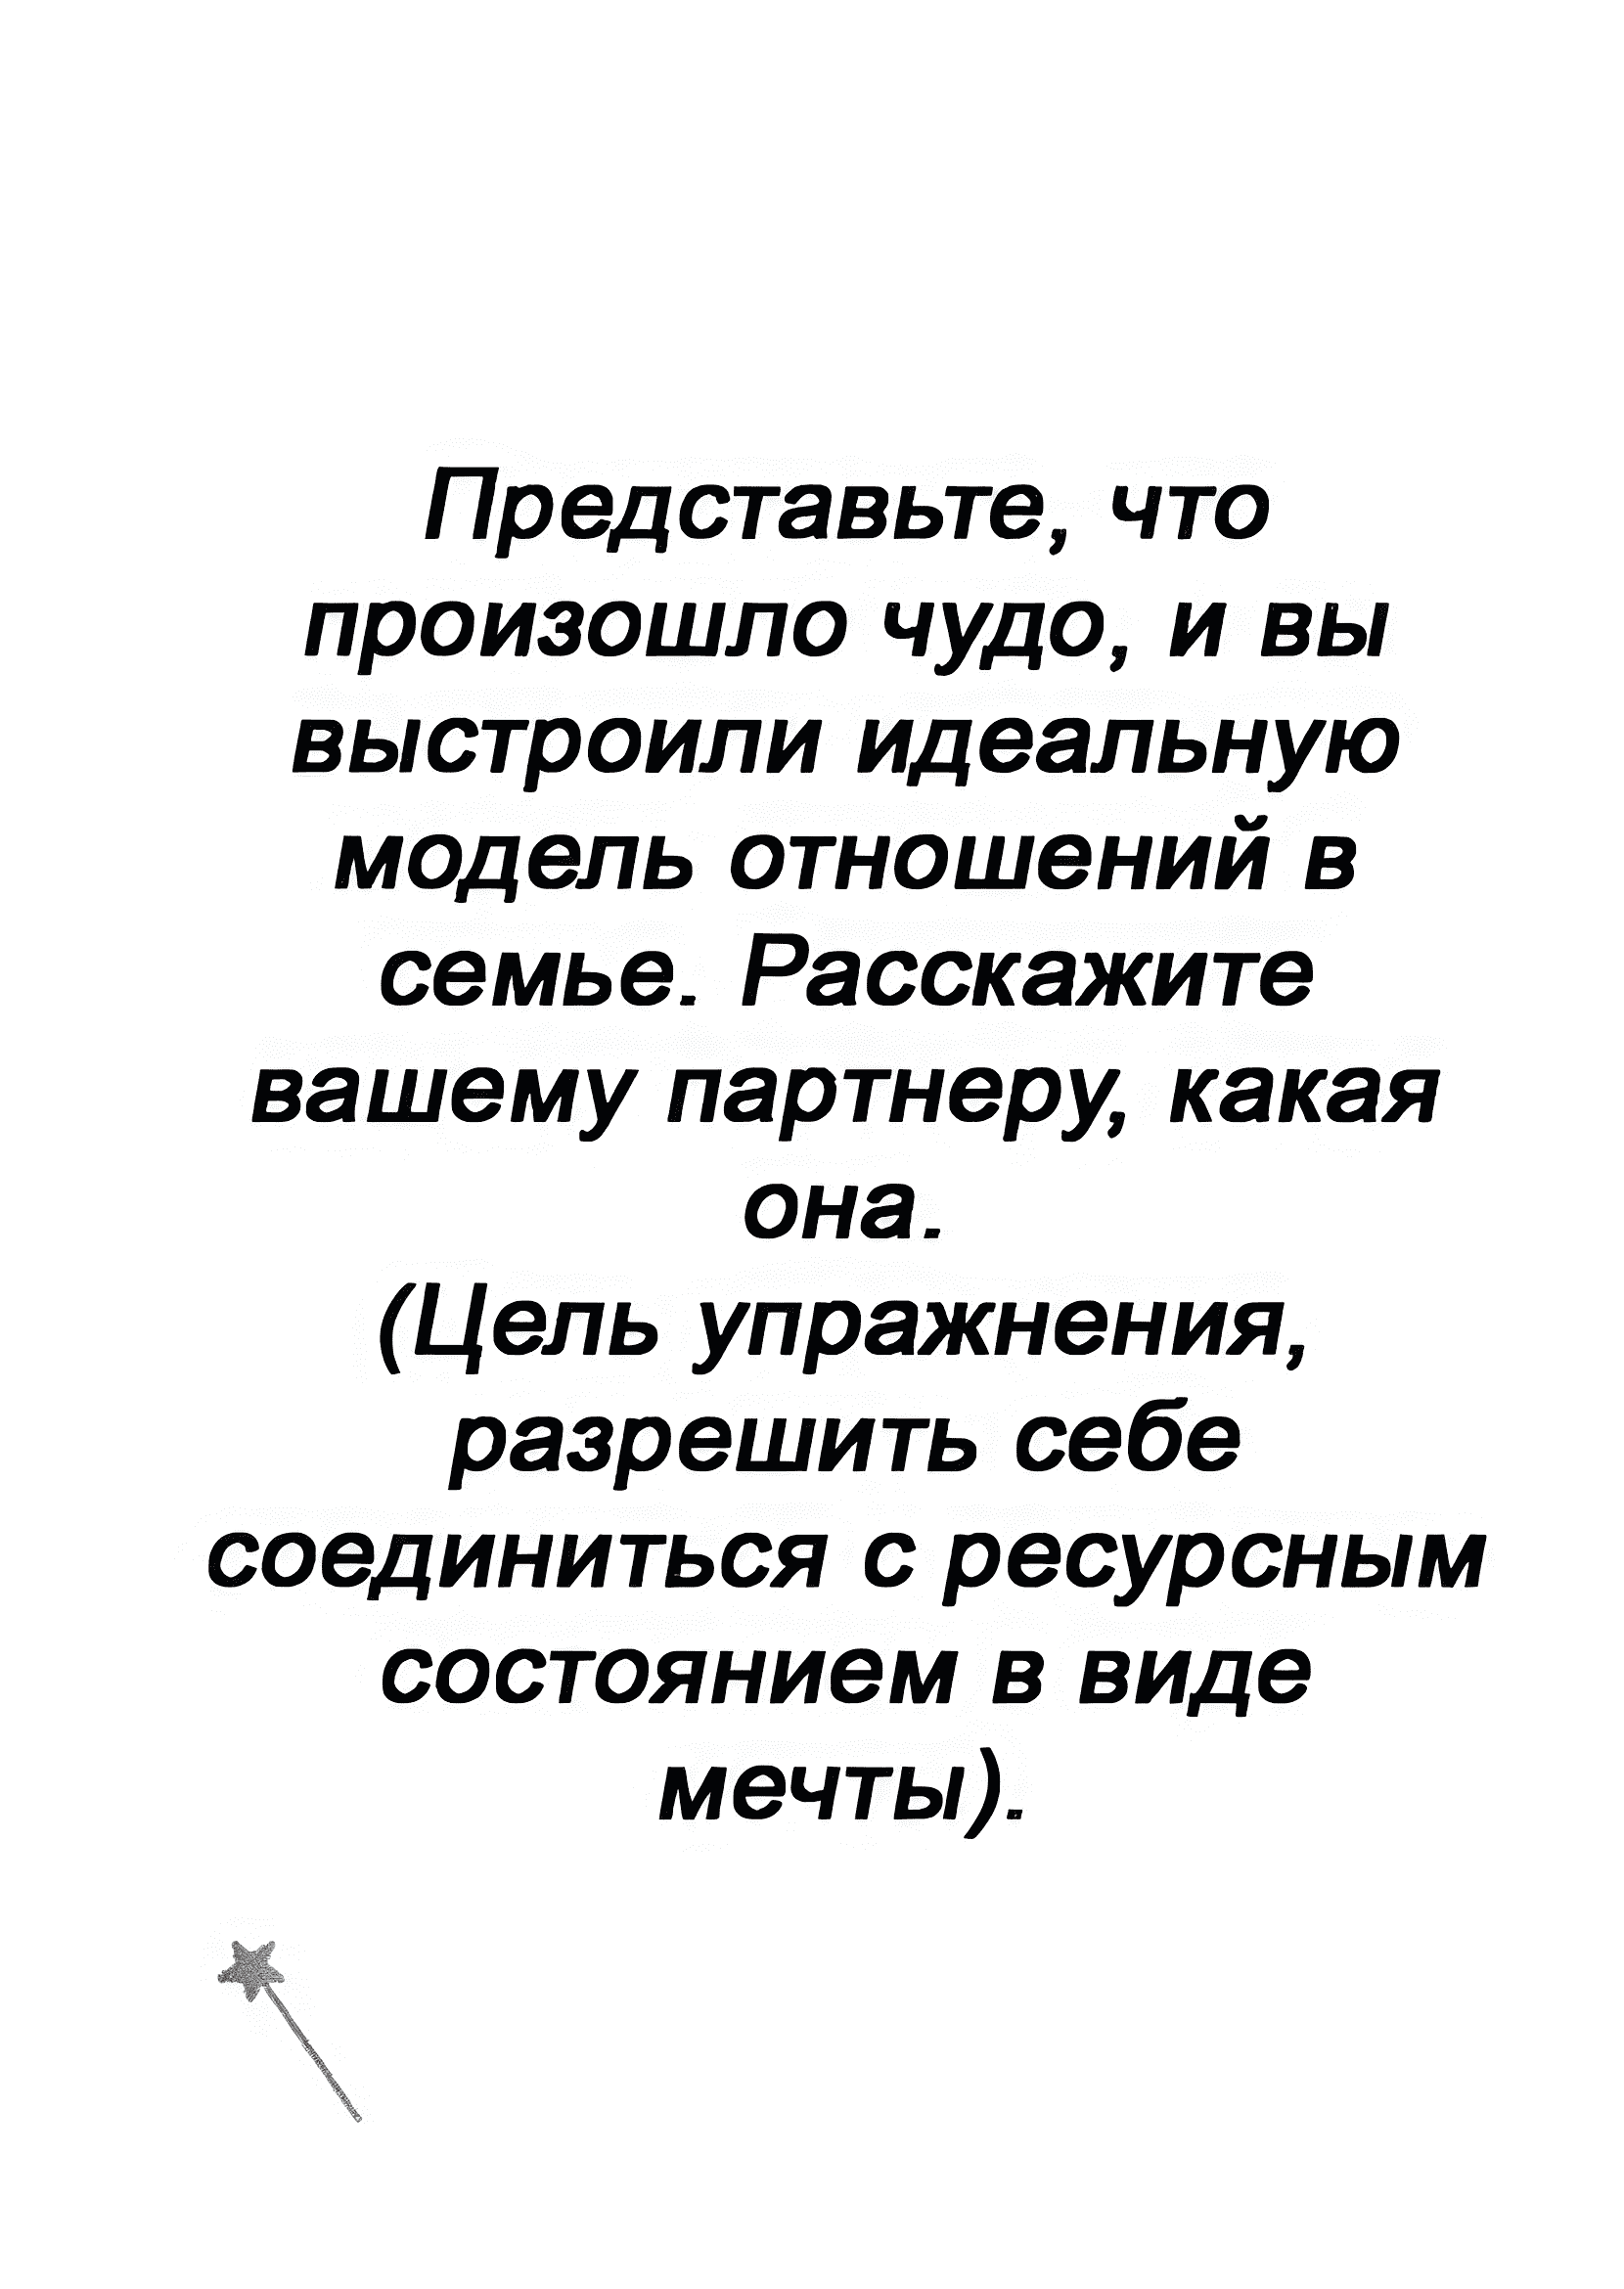 Представьте, что
произошло чудо, и вы
выстроили идеальную
модель отношений в
семье. Расскажите
вашему партнеру, какая
она.
(Цель упражнения,
разрешить себе
соединиться с ресурсным
состоянием в виде
мечты).